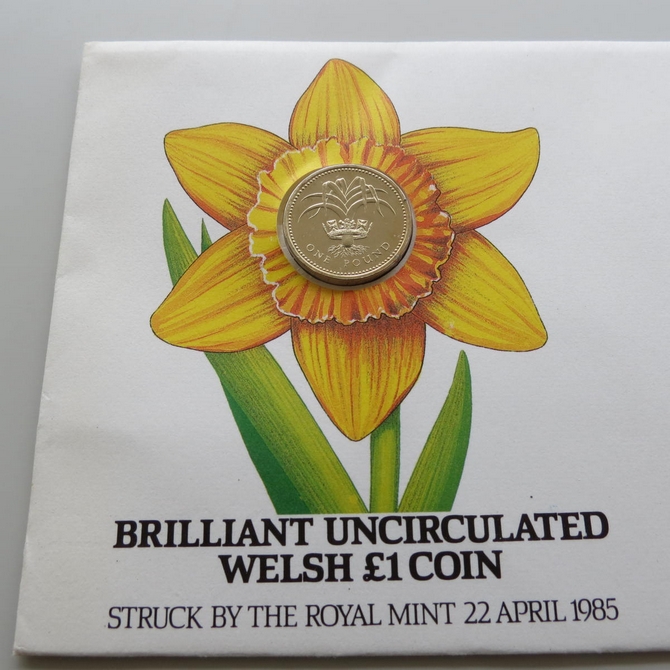 ONE POUND
BRILLIANT UNCIRCULATED
WELSH £1 COIN
STRUCK BY THE ROYAL MINT 22 APRIL 1985